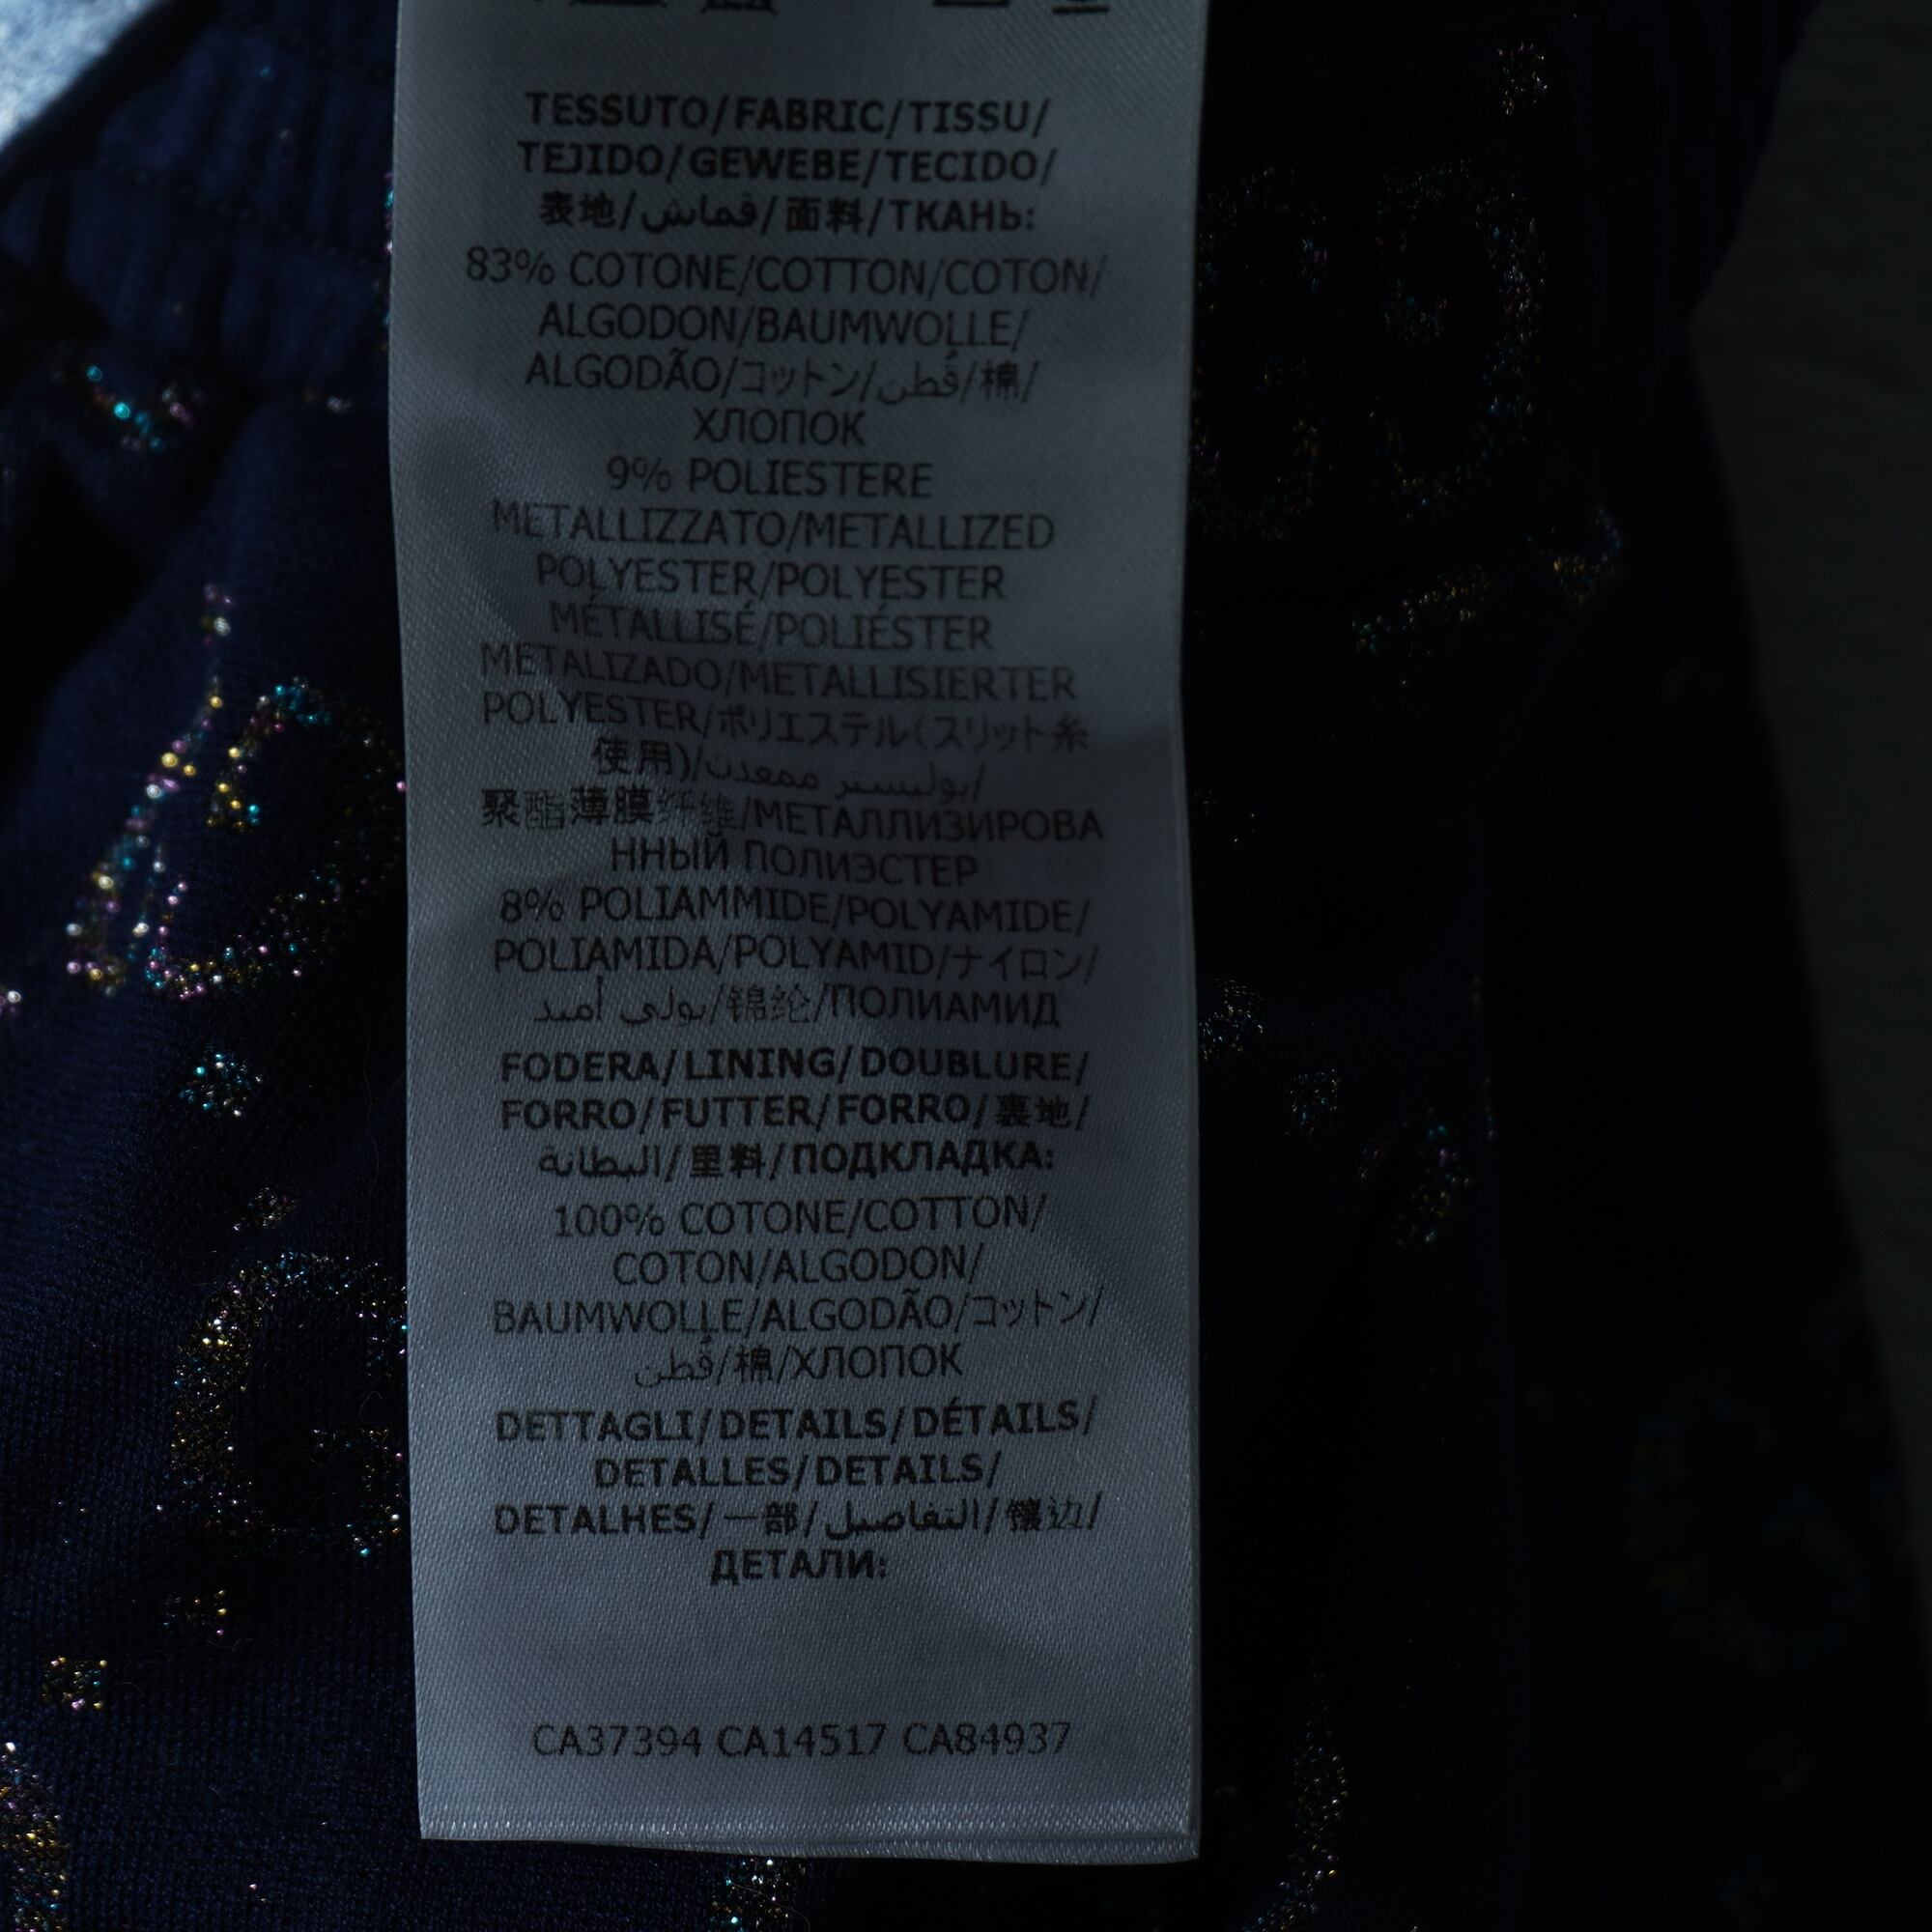 TESSUTO/FABRIC/TISSU/
TEJIDO/GEWEBE/TECIDO/
表地/قماش/面料/ТКАНЬ:
83% COTONE/COTTON/COTON/
ALGODON/BAUMWOLLE/
ALGODÃO/コットン/قُطن/棉/
ХЛОПОК
9% POLIESTERE
METALLIZZATO/METALLIZED
POLYESTER/POLYESTER
MÉTALLISÉ/POLIÉSTER
METALIZADO/METALLISIERTER
POLYESTER/ポリエステル(スリット糸
使用)/بوليستر ممعدن/
聚酯薄膜纤维/МЕТАЛЛИЗИРОВА
ННЫЙ ПОЛИЭСТЕР
8% POLIAMMIDE/POLYAMIDE/
POLIAMIDA/POLYAMID/ナイロン/
بولي أميد/锦纶/ПОЛИАМИД
FODERA/LINING/DOUBLURE/
FORRO/FUTTER/FORRO/裏地/
البطانة/里料/ПОДКЛАДКА:
100% COTONE/COTTON/
COTON/ALGODON/
BAUMWOLLE/ALGODÃO/コットン/
قُطن/棉/ХЛОПОК
DETTAGLI/DETAILS/DÉTAILS/
DETALLES/DETAILS/
DETALHES/一部/التفاصيل/镶边/
ДЕТАЛИ:
CA37394 CA14517 CA84937
G